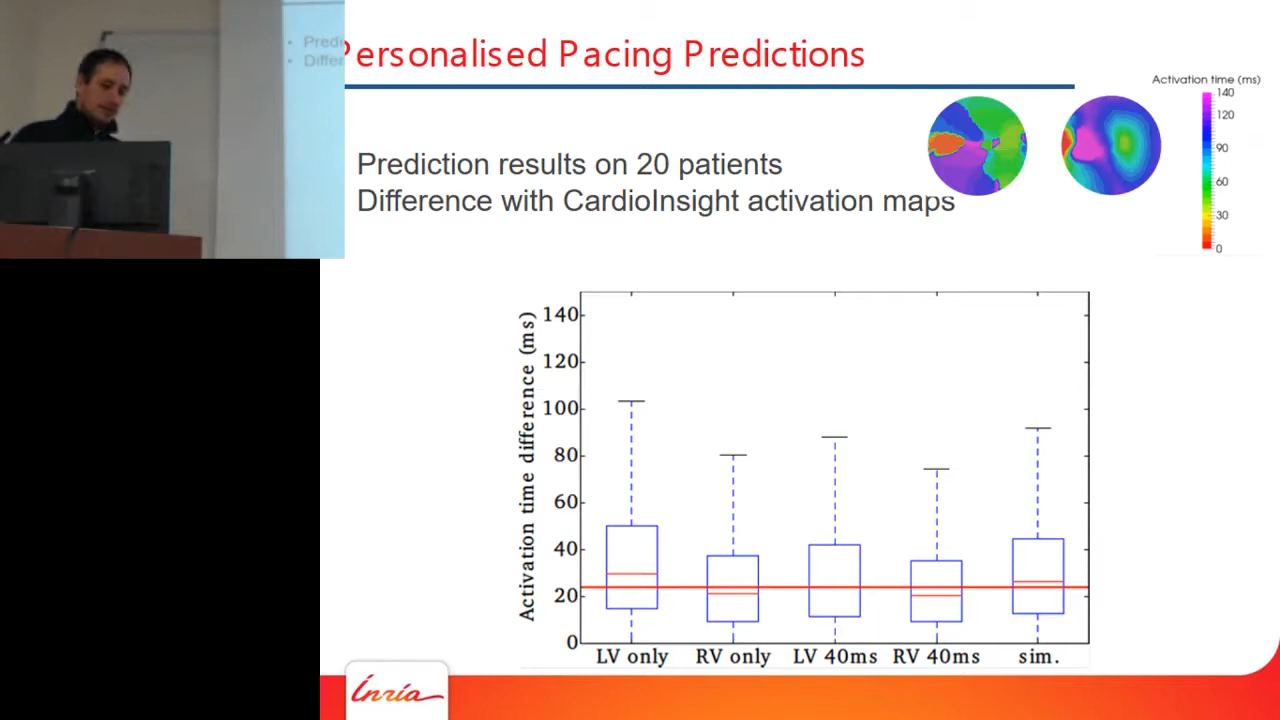 Personalised Pacing Predictions
Activation time (ms)
140
120
90
60
30
0
Prediction results on 20 patients
Difference with CardioInsight activation maps
Activation time difference (ms)
140
120
100
80
60
40
20
0
LV only
RV only
LV 40ms
RV 40ms
sim.
Inria